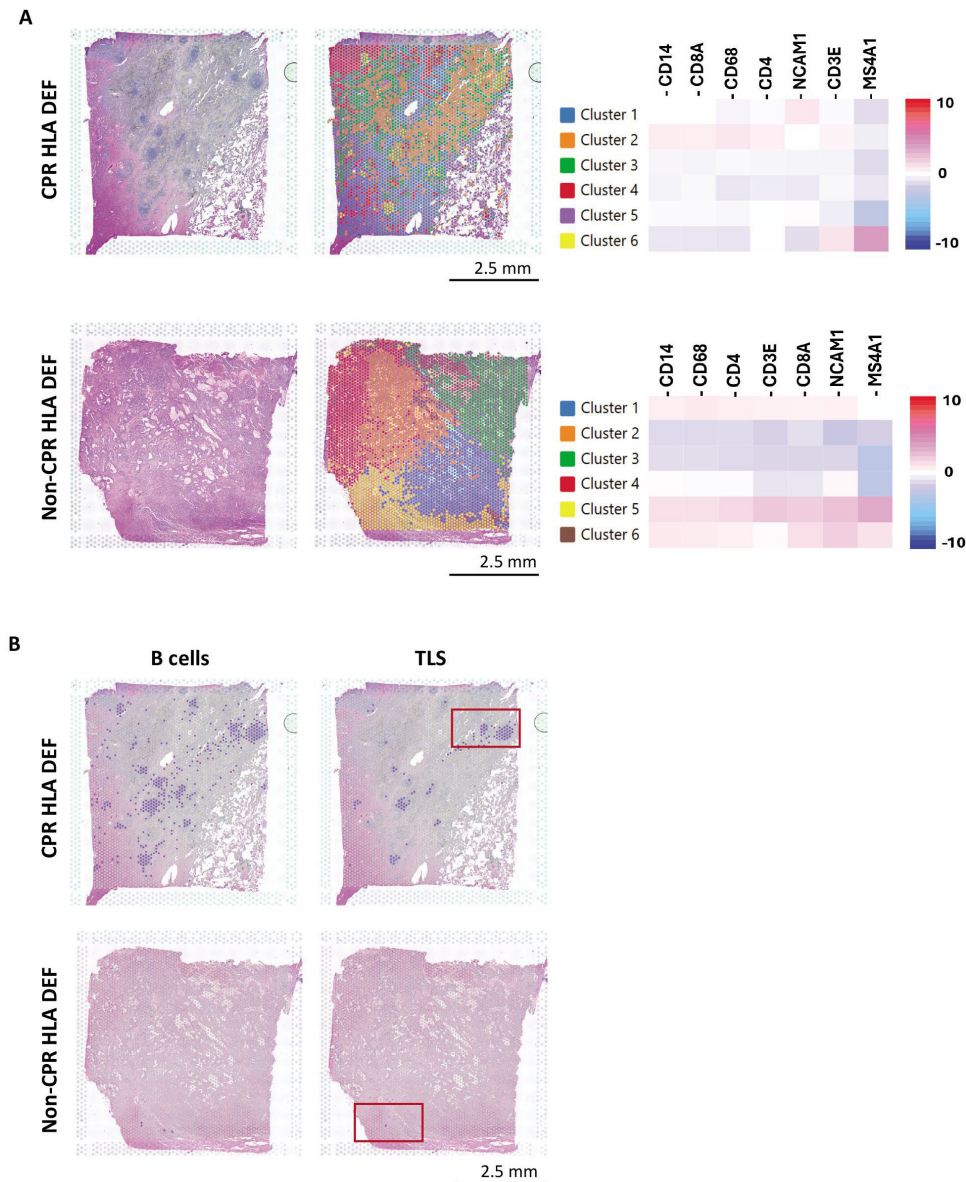 A
CPR HLA DEF
Cluster 1
Cluster 2
Cluster 3
Cluster 4
Cluster 5
Cluster 6
2.5 mm
- CD14
- CD8A
- CD68
- CD4
- NCAM1
- CD3E
- MS4A1
10
0
-10
Non-CPR HLA DEF
Cluster 1
Cluster 2
Cluster 3
Cluster 4
Cluster 5
Cluster 6
2.5 mm
- CD14
- CD68
- CD4
- CD3E
- CD8A
- NCAM1
- MS4A1
10
0
-10
B
B cells
TLS
CPR HLA DEF
Non-CPR HLA DEF
2.5 mm